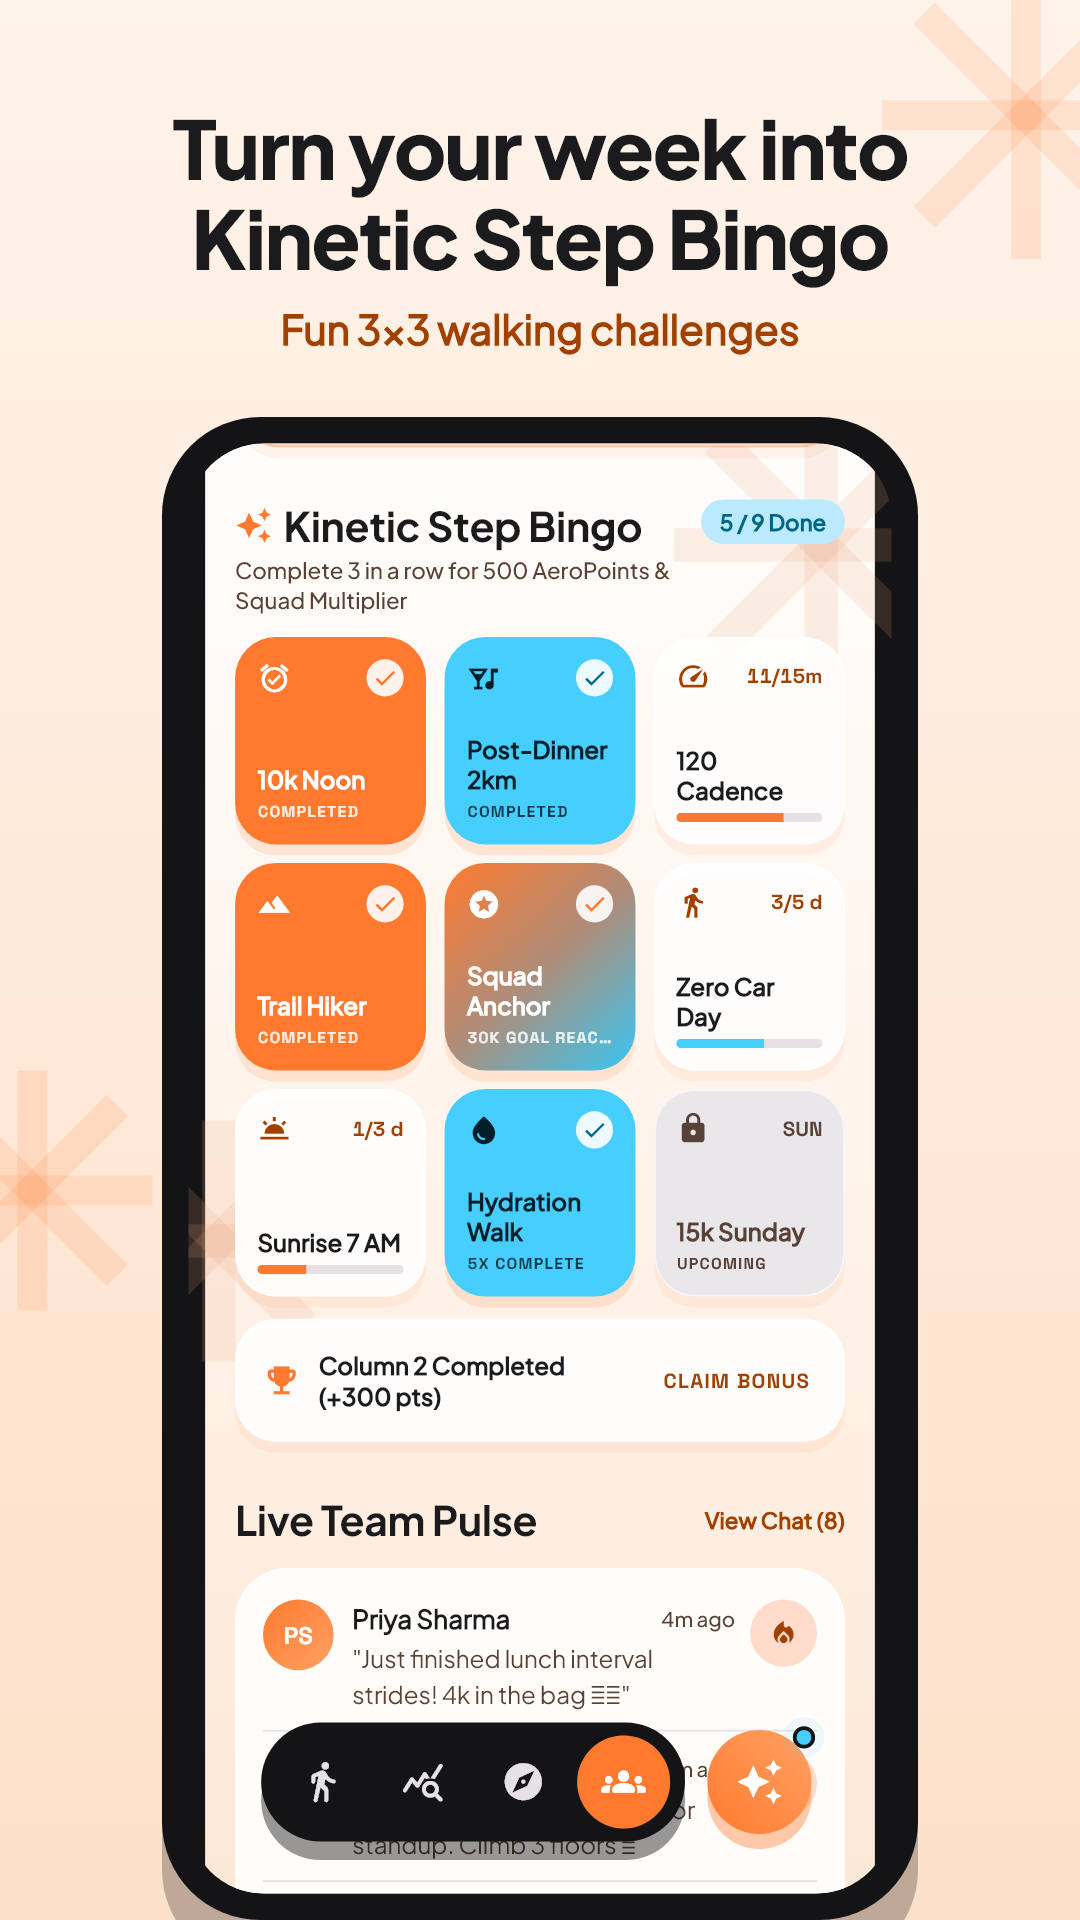 Turn your week into
Kinetic Step Bingo
Fun 3×3 walking challenges
Kinetic Step Bingo
5 / 9 Done
Complete 3 in a row for 500 AeroPoints &
Squad Multiplier
10k Noon
COMPLETED
Post-Dinner
2km
COMPLETED
11/15m
120
Cadence
Trail Hiker
COMPLETED
Squad
Anchor
30K GOAL REAC...
3/5 d
Zero Car
Day
1/3 d
Sunrise 7 AM
Hydration
Walk
5X COMPLETE
SUN
15k Sunday
UPCOMING
Column 2 Completed
(+300 pts)
CLAIM BONUS
Live Team Pulse
View Chat (8)
PS
Priya Sharma
4m ago
"Just finished lunch interval
strides! 4k in the bag "
standup. Climb 3 floors